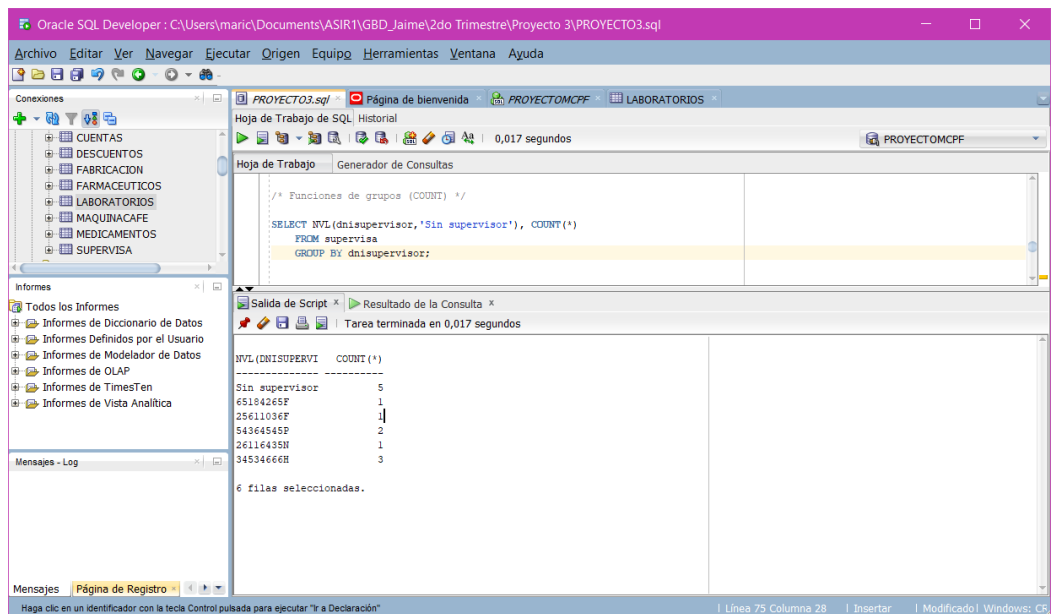 Oracle SQL Developer : C:\Users\maric\Documents\ASIR1\GBD_Jaime\2do Trimestre\Proyecto 3\PROYECTO3.sql
Archivo Editar Ver Navegar Ejecutar Origen Equipo Herramientas Ventana Ayuda
Conexiones
CUENTAS
DESCUENTOS
FABRICACION
FARMACEUTICOS
LABORATORIOS
MAQUINACAFE
MEDICAMENTOS
SUPERVISA
Informes
Todos los Informes
Informes de Diccionario de Datos
Informes Definidos por el Usuario
Informes de Modelador de Datos
Informes de OLAP
Informes de TimesTen
Informes de Vista Analítica
Mensajes - Log
Mensajes Página de Registro
PROYECTO3.sql Página de bienvenida PROYECTOMCPF LABORATORIOS
Hoja de Trabajo de SQL Historial
0,017 segundos PROYECTOMCPF
Hoja de Trabajo Generador de Consultas
/* Funciones de grupos (COUNT) */
SELECT NVL(dnisupervisor,'Sin supervisor'), COUNT(*)
FROM supervisa
GROUP BY dnisupervisor;
Salida de Script Resultado de la Consulta
Tarea terminada en 0,017 segundos
NVL(DNISUPERVI COUNT(*)
-------------- ----------
Sin supervisor 5
65184265F 1
25611036F 1
54364545P 2
26116435N 1
34534666H 3
6 filas seleccionadas.
Haga clic en un identificador con la tecla Control pulsada para ejecutar "Ir a Declaración" Línea 75 Columna 28 Insertar Modificado Windows: CR